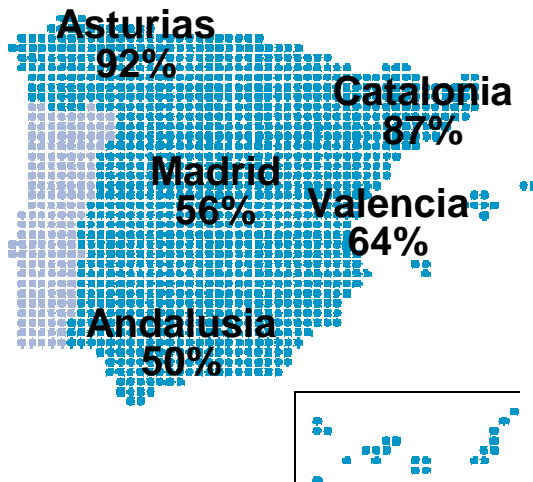 Asturias
92%
Catalonia
87%
Madrid
56%
Valencia
64%
Andalusia
50%